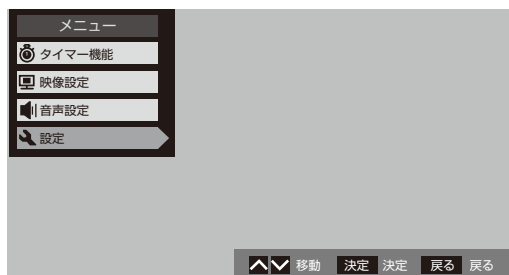 メニュー
タイマー機能
映像設定
音声設定
設定
移動 決定 決定 戻る 戻る